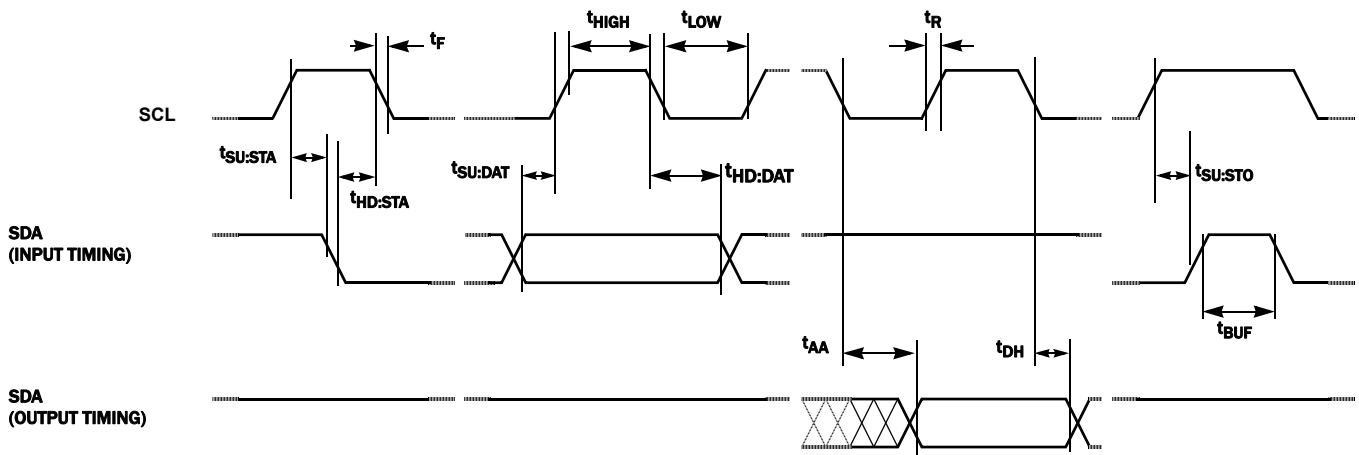 tHIGH
tLOW
tR
tF
SCL
tSU:STA
tSU:DAT
tHD:DAT
tSU:STO
tHD:STA
SDA
(INPUT TIMING)
tBUF
tAA
tDH
SDA
(OUTPUT TIMING)